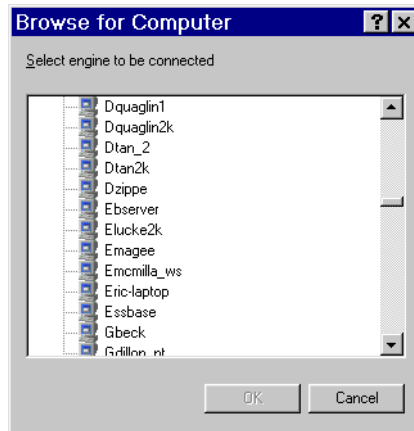 Browse for Computer
Select engine to be connected
Dquaglin1
Dquaglin2k
Dtan_2
Dtan2k
Dzippe
Ebserver
Elucke2k
Emagee
Emcmilla_ws
Eric-laptop
Essbase
Gbeck
Gdillon_nt
OK
Cancel